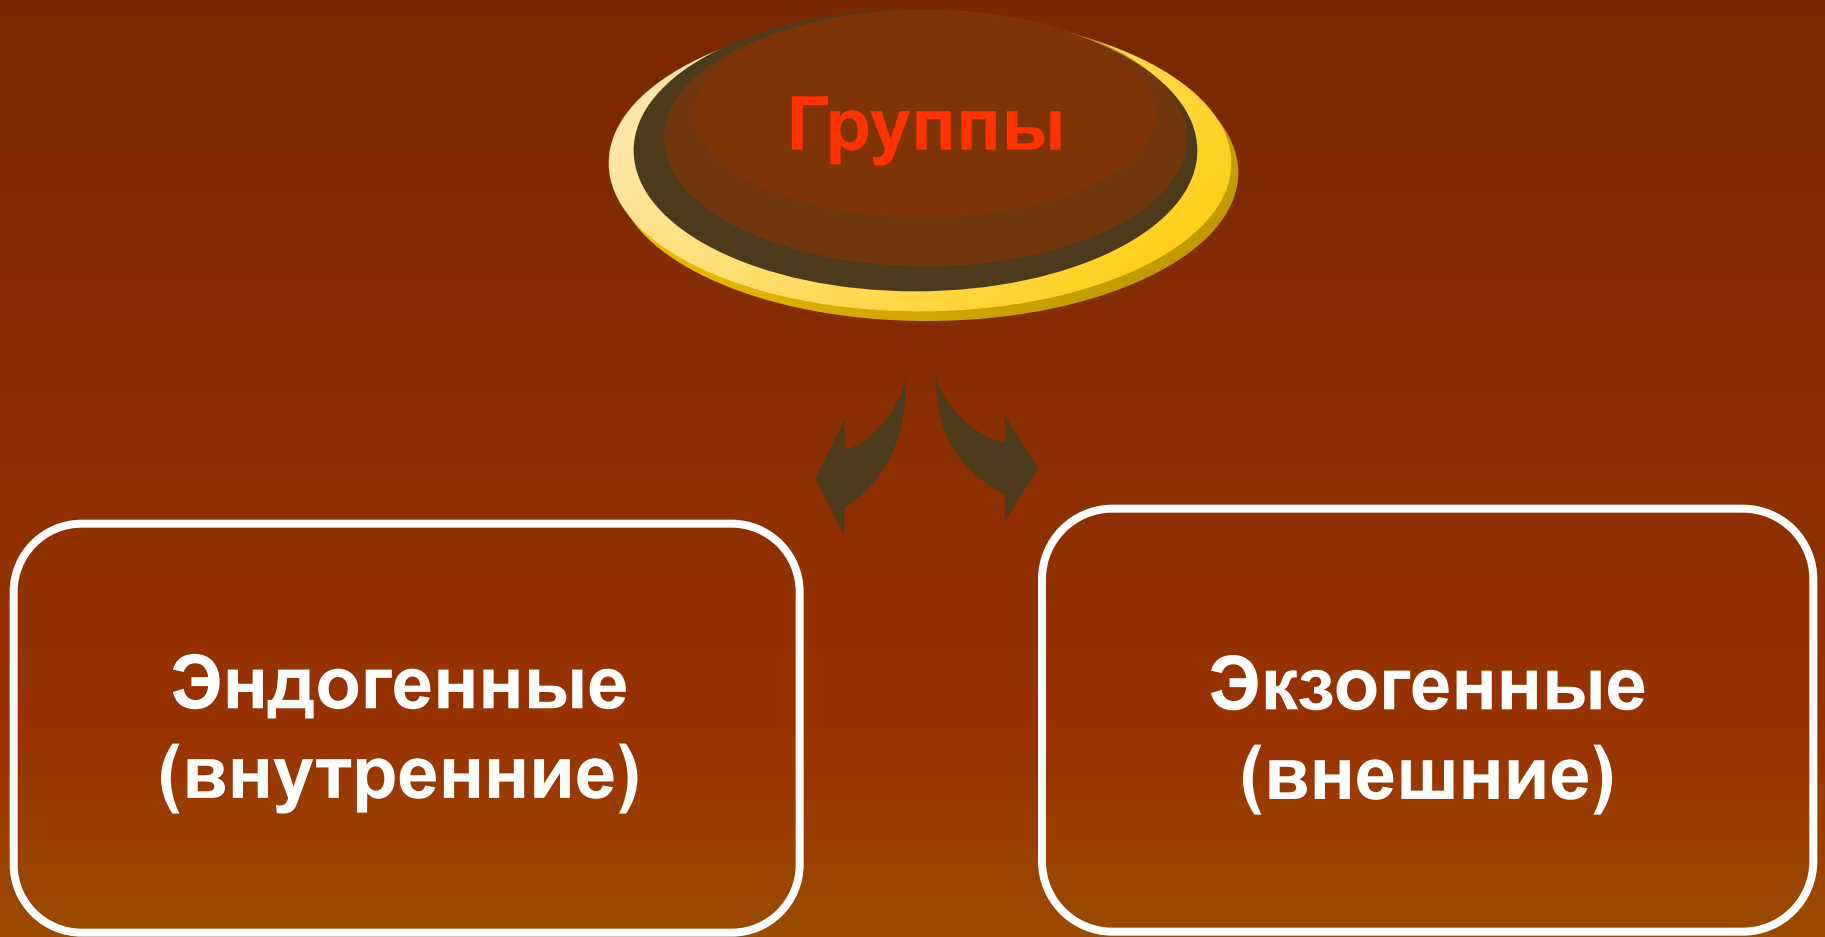 Группы
Эндогенные
(внутренние)
Экзогенные
(внешние)